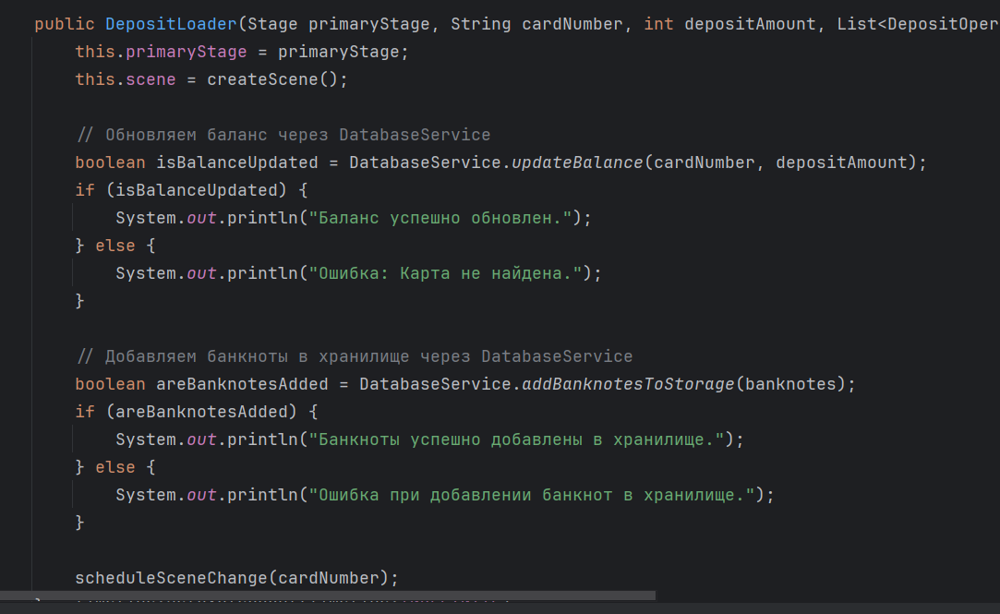 public DepositLoader(Stage primaryStage, String cardNumber, int depositAmount, List<DepositOper
this.primaryStage = primaryStage;
this.scene = createScene();
// Обновляем баланс через DatabaseService
boolean isBalanceUpdated = DatabaseService.updateBalance(cardNumber, depositAmount);
if (isBalanceUpdated) {
System.out.println("Баланс успешно обновлен.");
} else {
System.out.println("Ошибка: Карта не найдена.");
}
// Добавляем банкноты в хранилище через DatabaseService
boolean areBanknotesAdded = DatabaseService.addBanknotesToStorage(banknotes);
if (areBanknotesAdded) {
System.out.println("Банкноты успешно добавлены в хранилище.");
} else {
System.out.println("Ошибка при добавлении банкнот в хранилище.");
}
scheduleSceneChange(cardNumber);